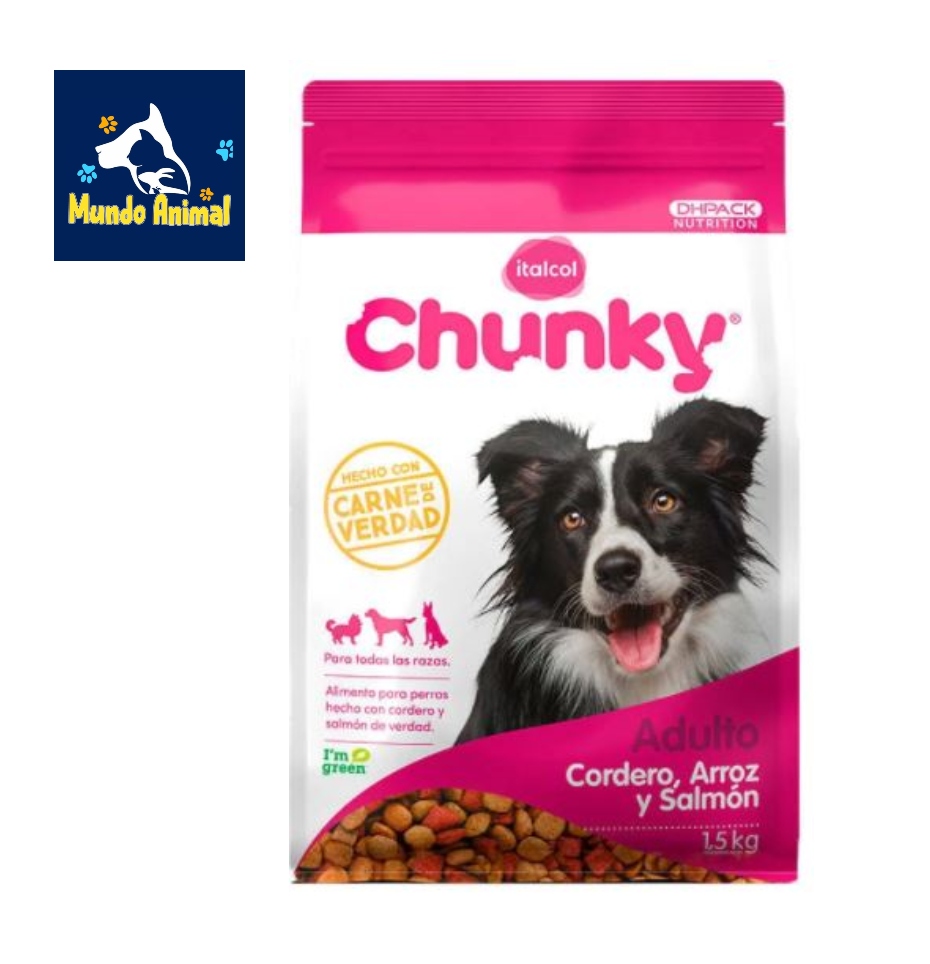 Mundo Animal
DHPACK
NUTRITION
italcol
Chunky®
HECHO CON
CARNE DE
VERDAD
Para todas las razas.
Alimento para perros
hecho con cordero y
salmón de verdad.
I'm
green
Adulto
Cordero, Arroz
y Salmón
1.5 kg